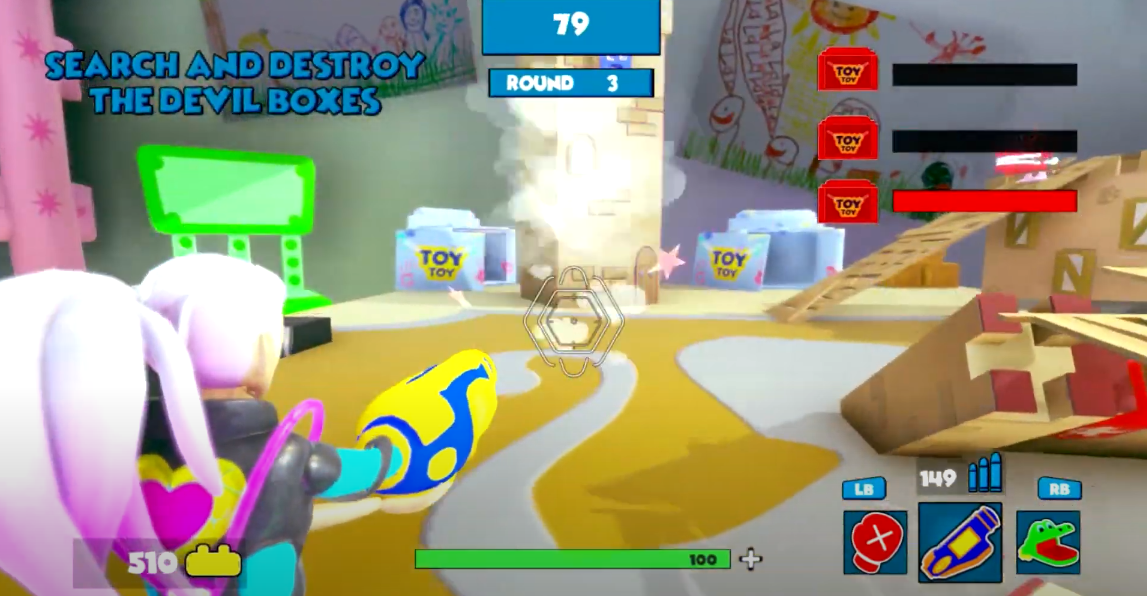 79
ROUND 3
SEARCH AND DESTROY
THE DEVIL BOXES
TOY
TOY
TOY
TOY
TOY
TOY
TOY
TOY
TOY
TOY
149
LB
RB
510
100